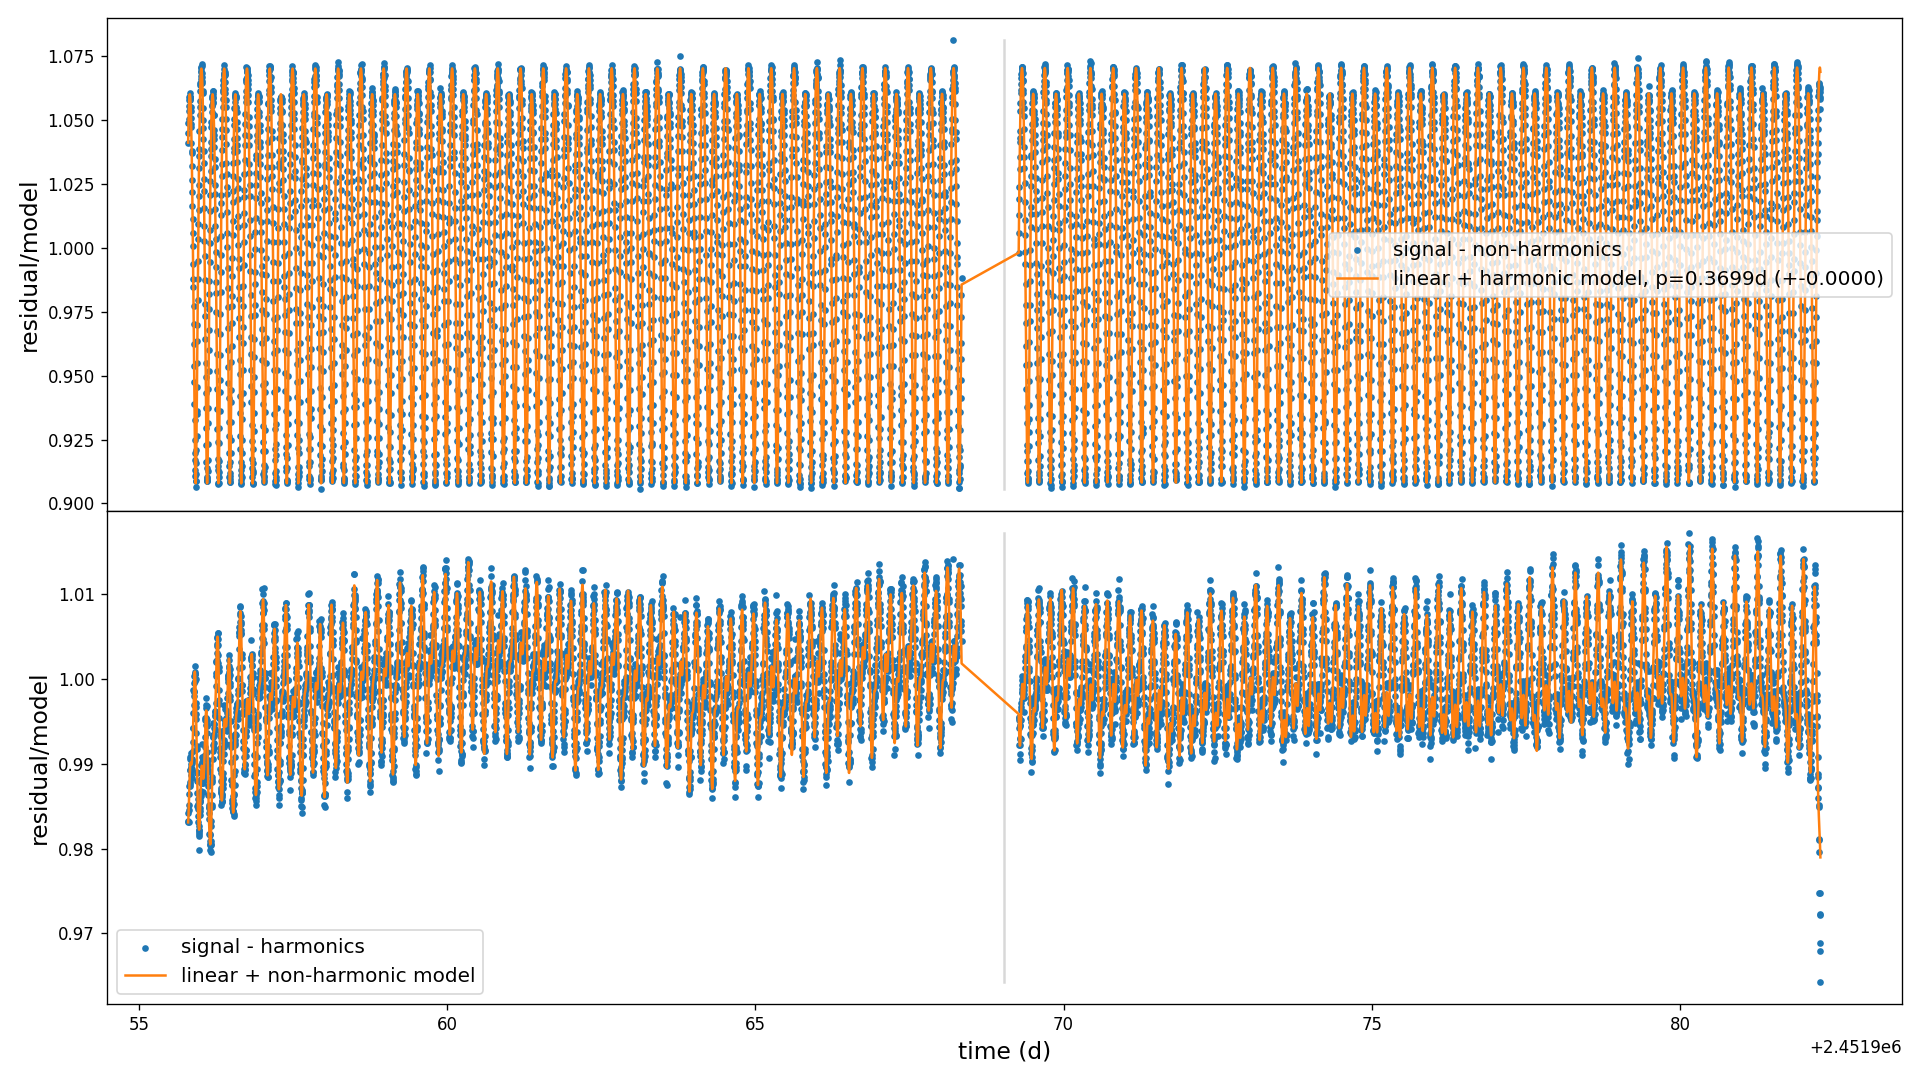 residual/model
1.075
1.050
1.025
1.000
0.975
0.950
0.925
0.900
signal - non-harmonics
linear + harmonic model, p=0.3699d (+-0.0000)
residual/model
1.01
1.00
0.99
0.98
0.97
signal - harmonics
linear + non-harmonic model
55 60 65 70 75 80
time (d)
+2.4519e6